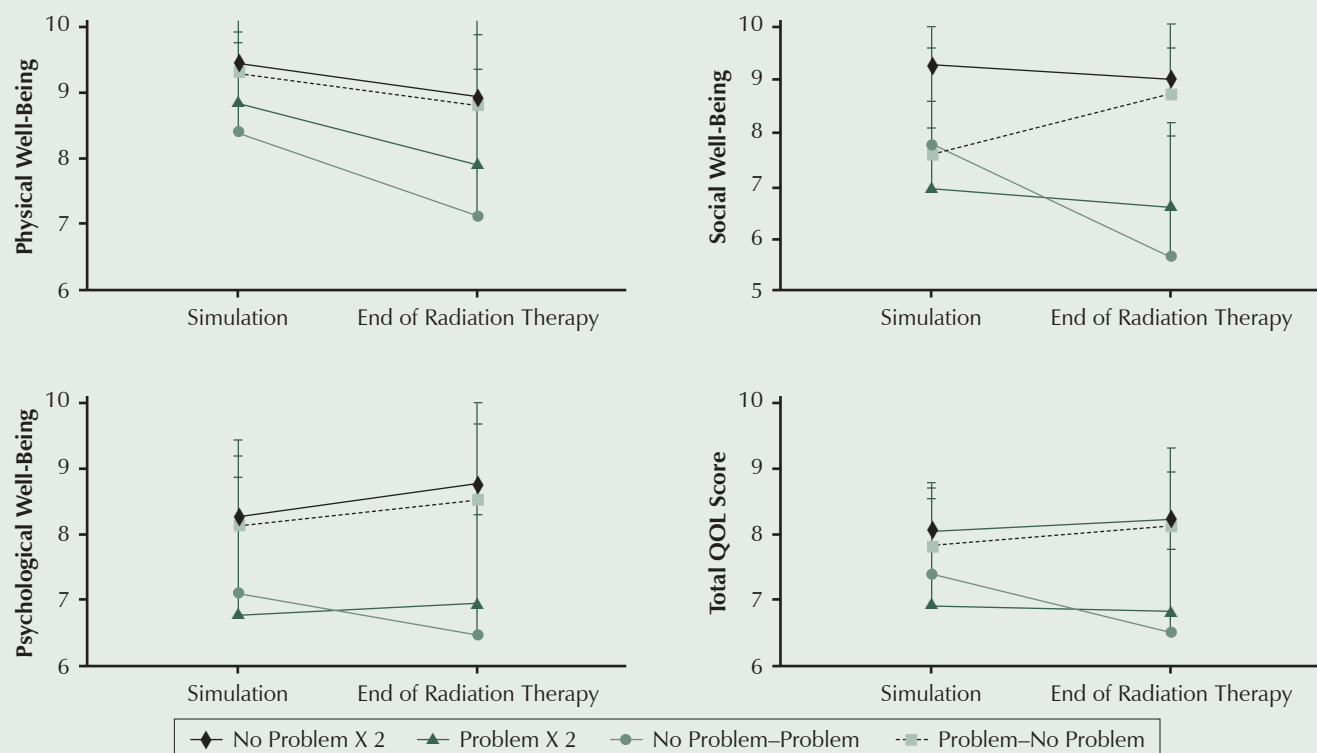 Physical Well-Being
10
9
8
7
6
Simulation
End of Radiation Therapy
Social Well-Being
10
9
8
7
6
5
Simulation
End of Radiation Therapy
Psychological Well-Being
10
9
8
7
6
Simulation
End of Radiation Therapy
Total QOL Score
10
9
8
7
6
Simulation
End of Radiation Therapy
No Problem X 2
Problem X 2
No Problem–Problem
Problem–No Problem